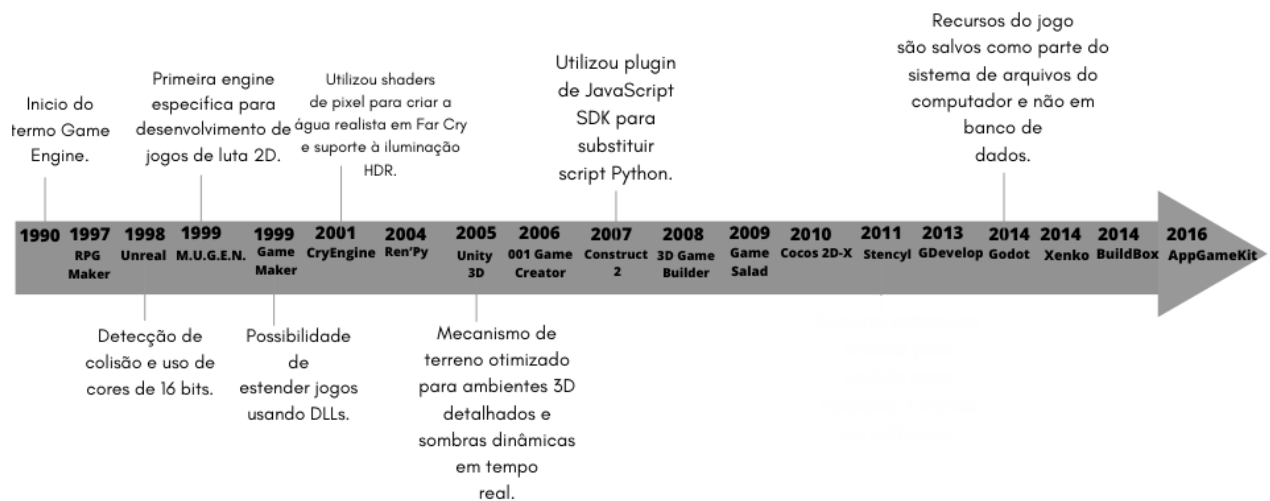 Inicio do
termo Game
Engine.
Primeira engine
especifica para
desenvolvimento de
jogos de luta 2D.
Utilizou shaders
de pixel para criar a
água realista em Far Cry
e suporte à iluminação
HDR.
Utilizou plugin
de JavaScript
SDK para
substituir
script Python.
Recursos do jogo
são salvos como parte do
sistema de arquivos do
computador e não em
banco de
dados.
1990
1997
RPG
Maker
1998
Unreal
1999
M.U.G.E.N.
1999
Game
Maker
2001
CryEngine
2004
Ren'Py
2005
Unity
3D
2006
001 Game
Creator
2007
Construct
2
2008
3D Game
Builder
2009
Game
Salad
2010
Cocos 2D-X
2011
Stencyl
2013
GDevelop
2014
Godot
2014
Xenko
2014
BuildBox
2016
AppGameKit
Detecção de
colisão e uso de
cores de 16 bits.
Possibilidade
de
estender jogos
usando DLLs.
Mecanismo de
terreno otimizado
para ambientes 3D
detalhados e
sombras dinâmicas
em tempo
real.